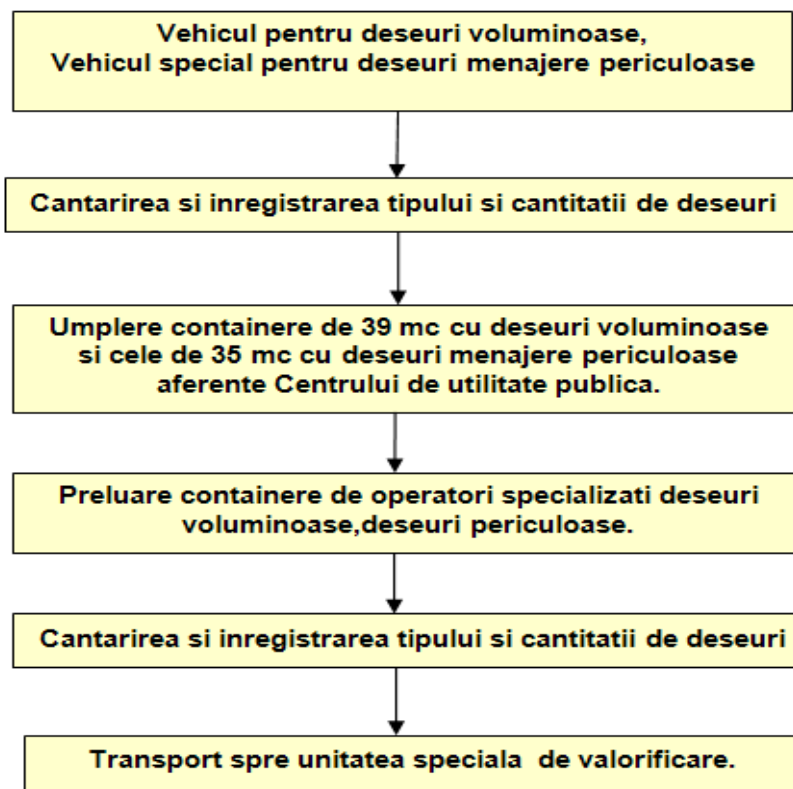 Vehicul pentru deseuri voluminoase,
Vehicul special pentru deseuri menajere periculoase
Cantarirea si inregistrarea tipului si cantitatii de deseuri
Umplere containere de 39 mc cu deseuri voluminoase
si cele de 35 mc cu deseuri menajere periculoase
aferente Centrului de utilitate publica.
Preluare containere de operatori specializati deseuri
voluminoase,deseuri periculoase.
Cantarirea si inregistrarea tipului si cantitatii de deseuri
Transport spre unitatea speciala de valorificare.